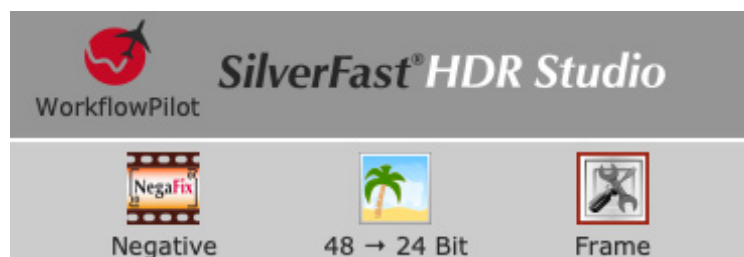 SilverFast®HDR Studio
WorkflowPilot
NegaFix
Negative
48 → 24 Bit
Frame